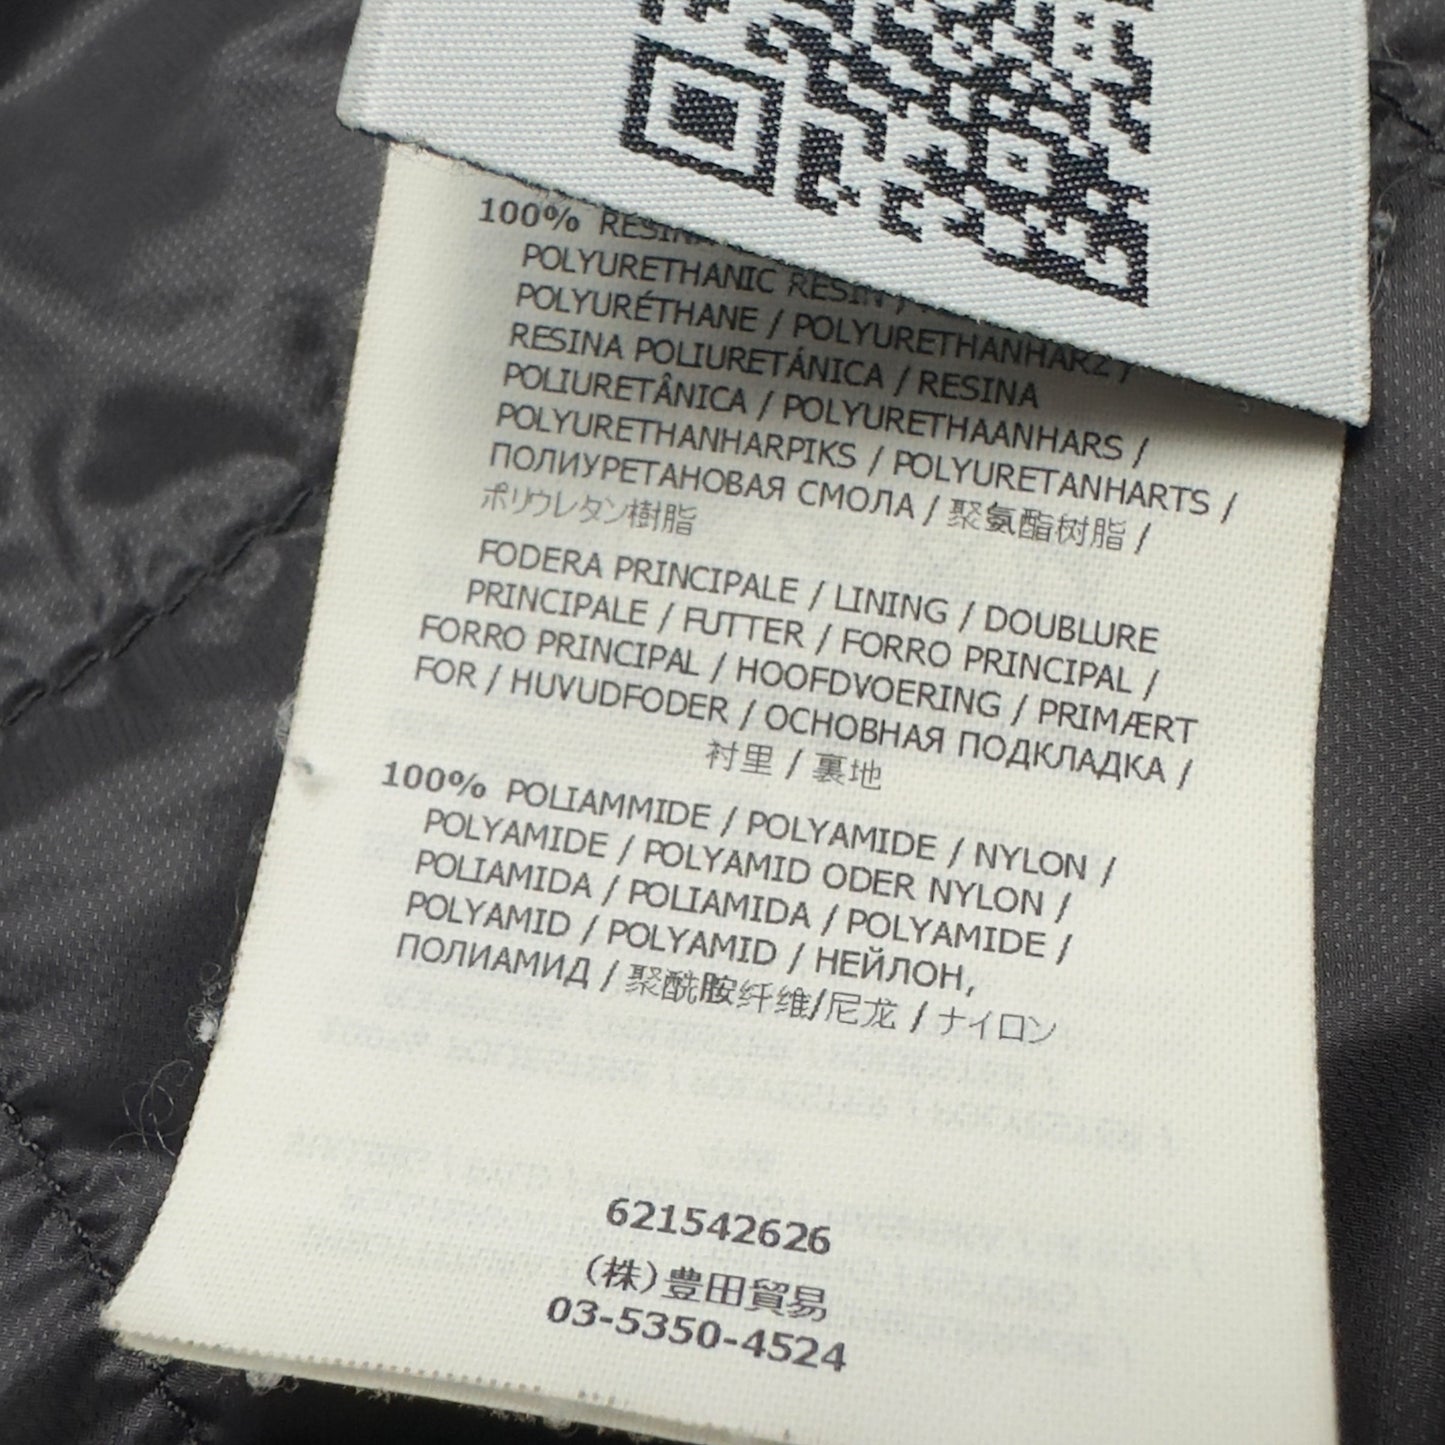 100% RESINA
POLYURETHANIC RESIN /
POLYURÉTHANE / POLYURETHANHARZ /
RESINA POLIURETÁNICA / RESINA
POLIURETÂNICA / POLYURETHAANHARS /
POLYURETHANHARPIKS / POLYURETANHARTS /
ПОЛИУРЕТАНОВАЯ СМОЛА / 聚氨酯树脂 /
ポリウレタン樹脂
FODERA PRINCIPALE / LINING / DOUBLURE
PRINCIPALE / FUTTER / FORRO PRINCIPAL /
FORRO PRINCIPAL / HOOFDVOERING / PRIMÆRT
FOR / HUVUDFODER / ОСНОВНАЯ ПОДКЛАДКА /
衬里 / 裏地
100% POLIAMMIDE / POLYAMIDE / NYLON /
POLYAMIDE / POLYAMID ODER NYLON /
POLIAMIDA / POLIAMIDA / POLYAMIDE /
POLYAMID / POLYAMID / НЕЙЛОН,
ПОЛИАМИД / 聚酰胺纤维/尼龙 / ナイロン
621542626
(株)豊田貿易
03-5350-4524